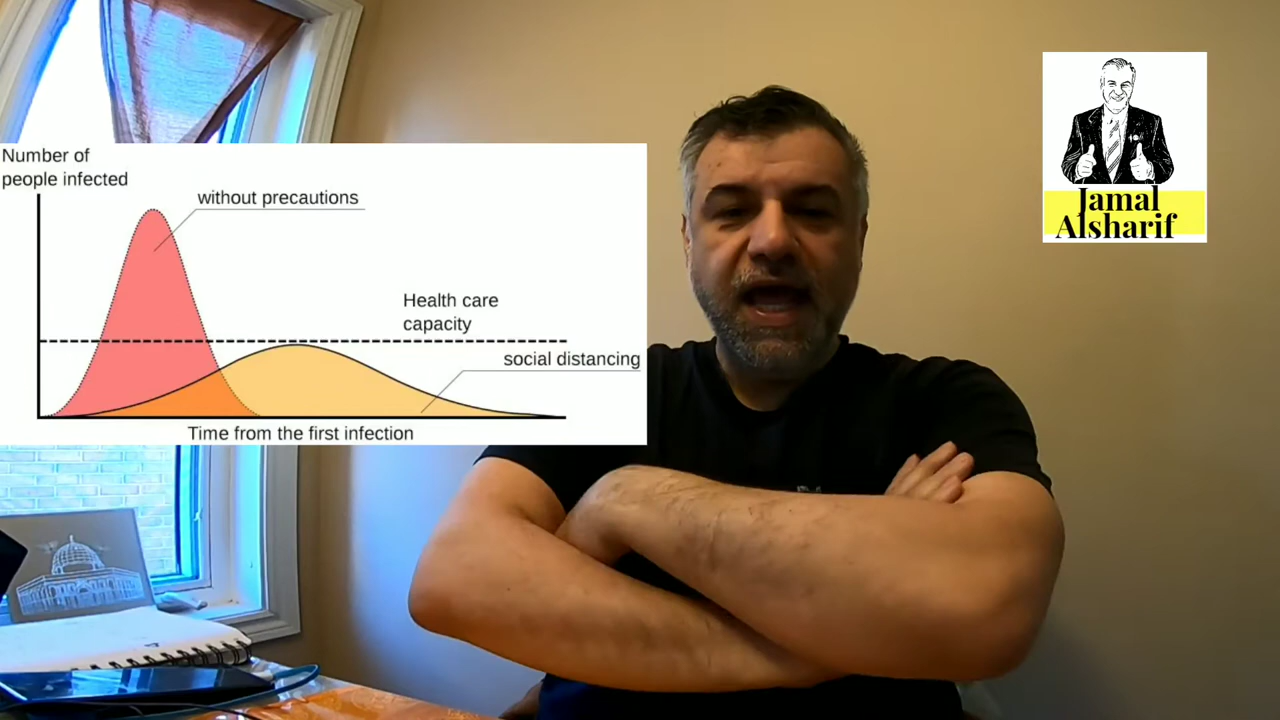 Number of
people infected
without precautions
Health care
capacity
social distancing
Time from the first infection
Jamal
Alsharif